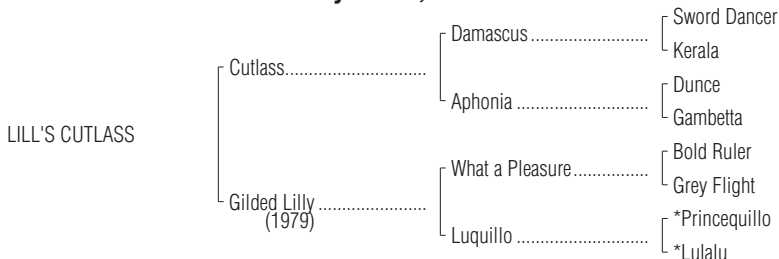 Sword Dancer
Damascus
Kerala
Cutlass
Dunce
Aphonia
Gambetta
LILL'S CUTLASS
Bold Ruler
What a Pleasure
Grey Flight
Gilded Lilly
(1979)
*Princequillo
Luquillo
*Lulalu